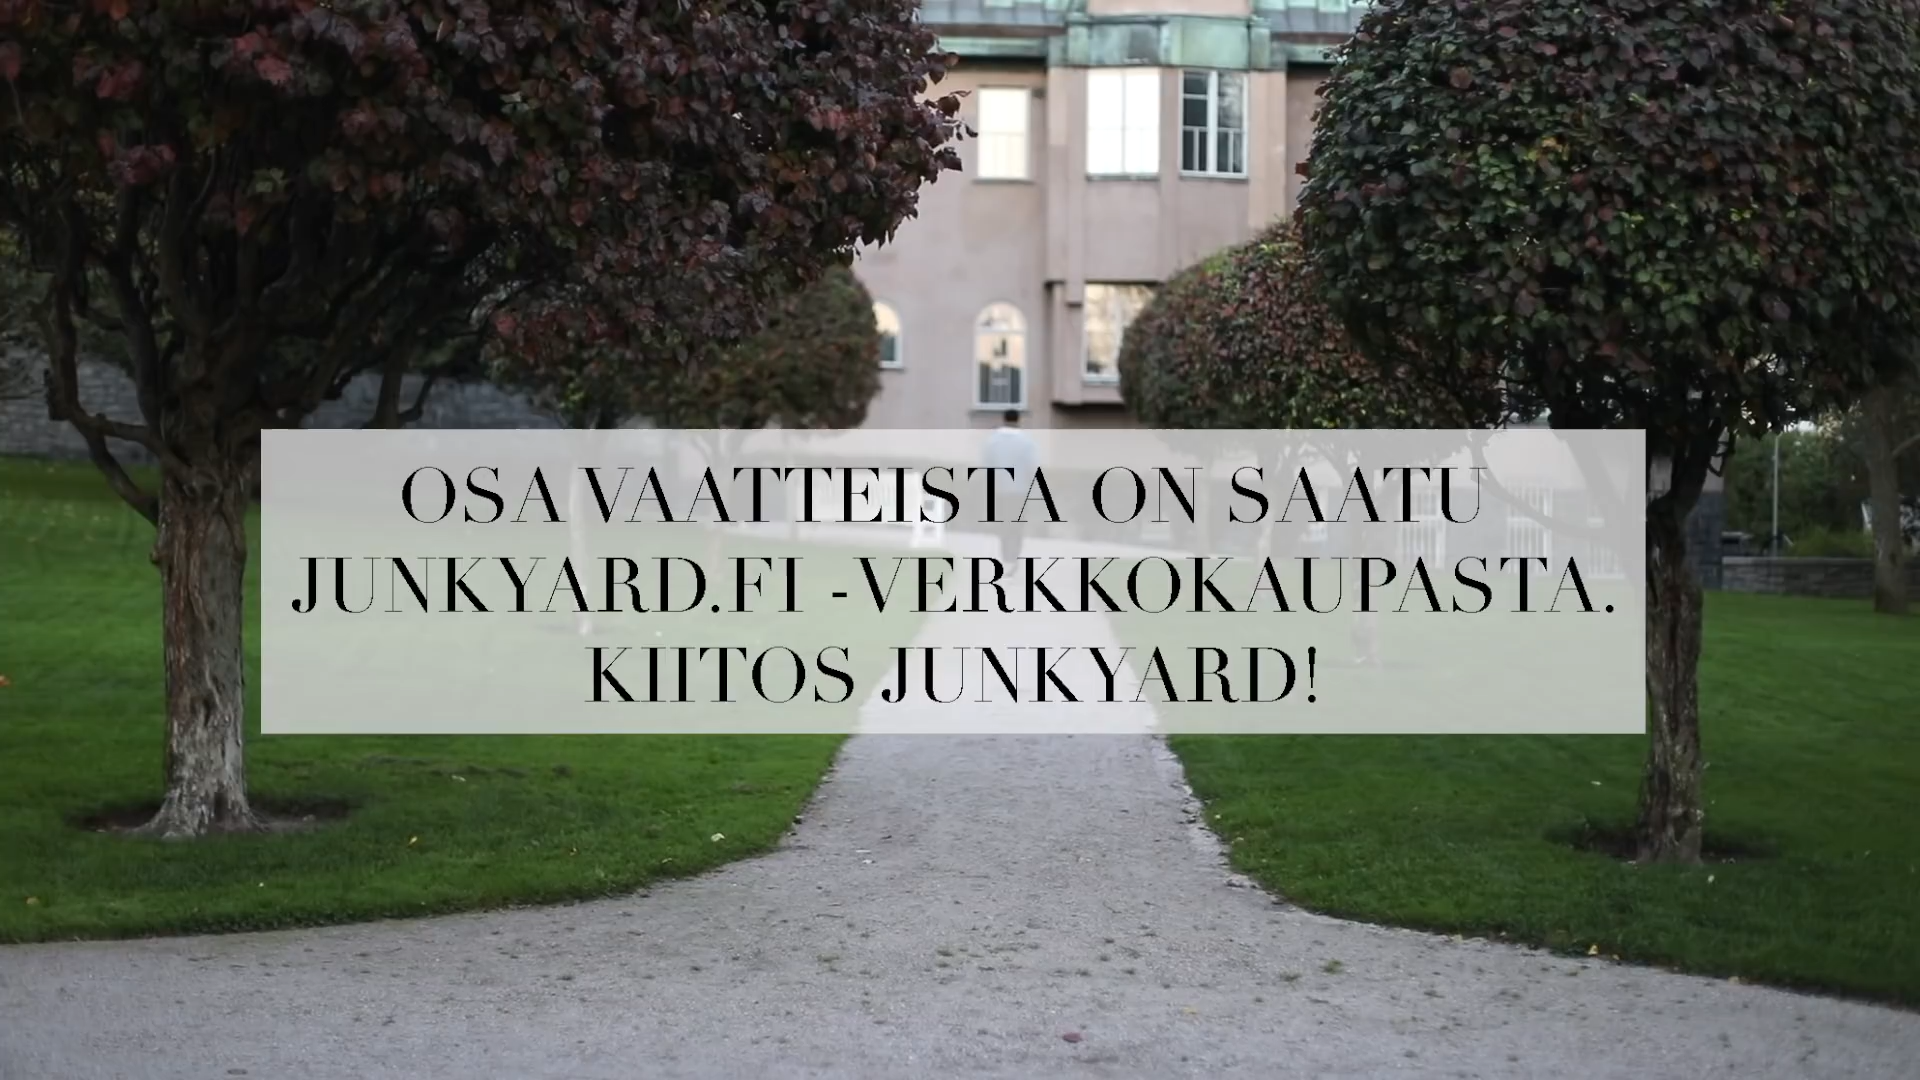 OSA VAATTEISTA ON SAATU
JUNKYARD.FI -VERKKOKAUPASTA.
KIITOS JUNKYARD!